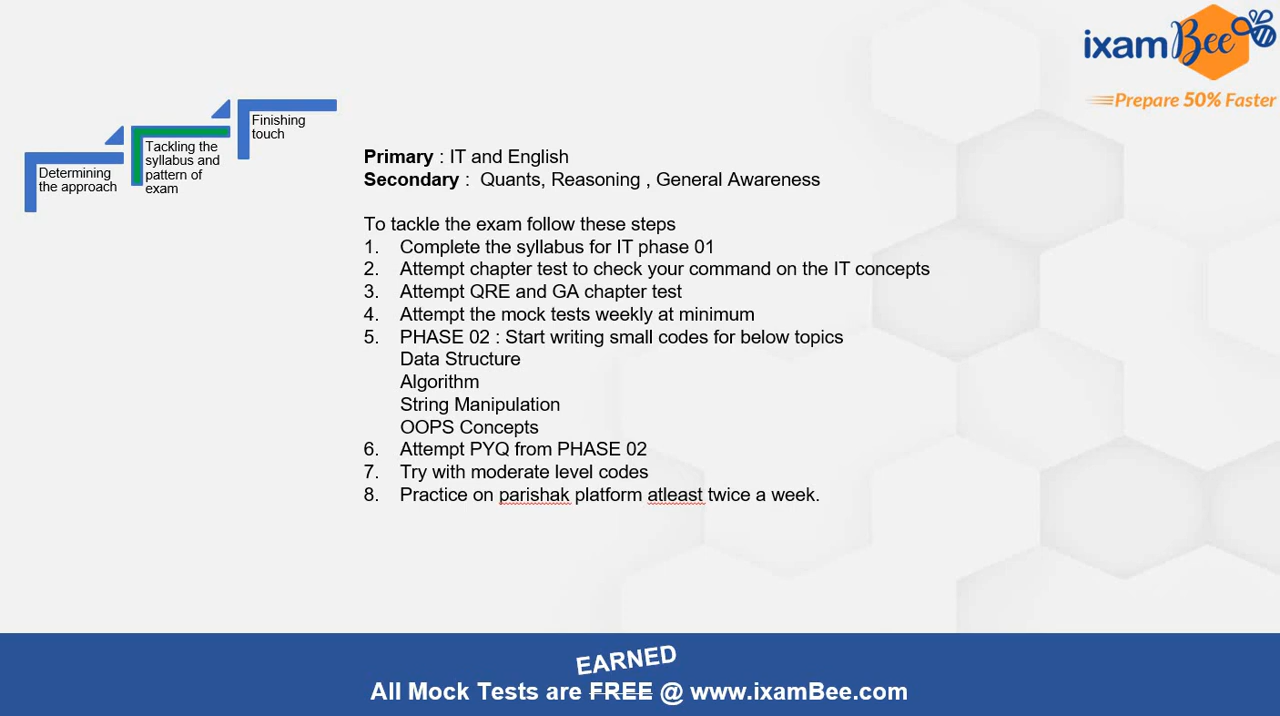 ixamBee
Prepare 50% Faster
Determining
the approach
Tackling the
syllabus and
pattern of
exam
Finishing
touch
Primary : IT and English
Secondary : Quants, Reasoning , General Awareness
To tackle the exam follow these steps
1. Complete the syllabus for IT phase 01
2. Attempt chapter test to check your command on the IT concepts
3. Attempt QRE and GA chapter test
4. Attempt the mock tests weekly at minimum
5. PHASE 02 : Start writing small codes for below topics
Data Structure
Algorithm
String Manipulation
OOPS Concepts
6. Attempt PYQ from PHASE 02
7. Try with moderate level codes
8. Practice on parishak platform atleast twice a week.
EARNED
All Mock Tests are FREE @ www.ixamBee.com